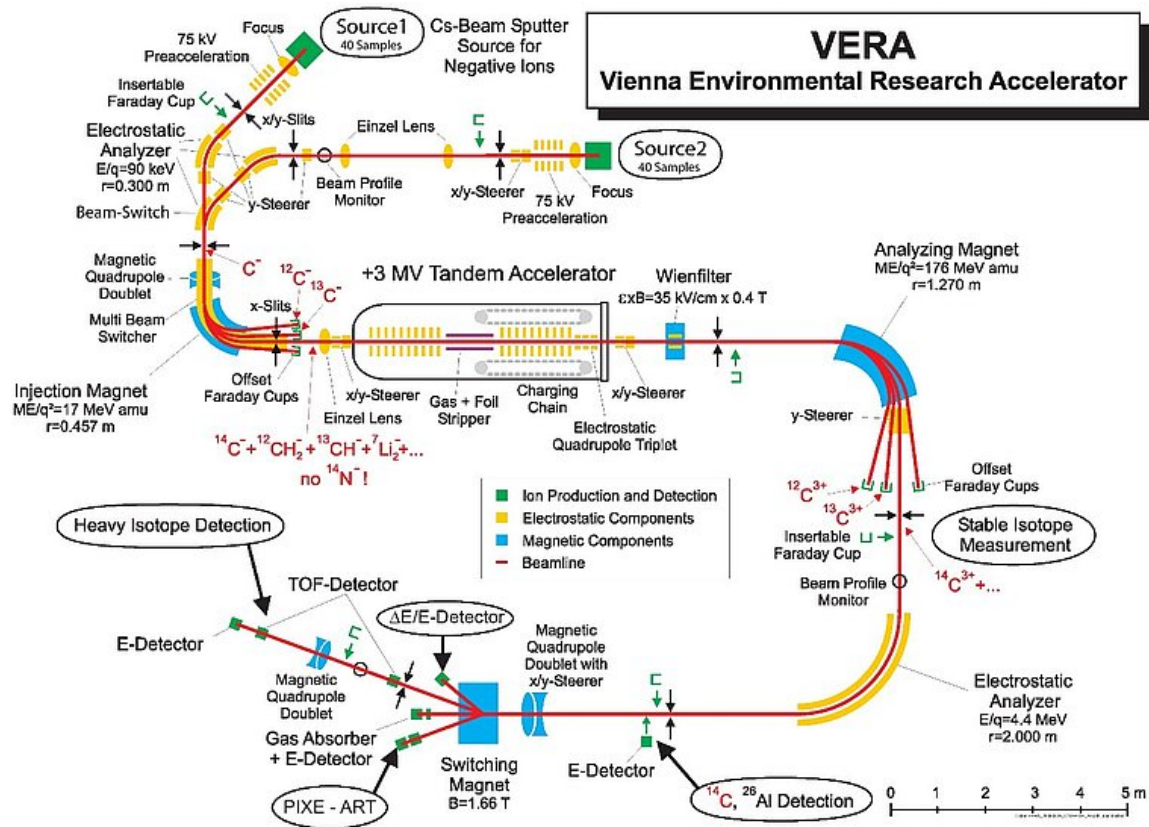 VERA
Vienna Environmental Research Accelerator
Source1
40 Samples
Cs-Beam Sputter
Source for
Negative Ions
Focus
75 kV
Preacceleration
Insertable
Faraday Cup
x/y-Slits
Electrostatic
Analyzer
E/q=90 keV
r=0.300 m
Beam-Switch
y-Steerer
Einzel Lens
Beam Profile
Monitor
x/y-Steerer
75 kV
Preacceleration
Focus
Source2
40 Samples
C⁻
Magnetic
Quadrupole
Doublet
Multi Beam
Switcher
x-Slits
¹²C⁻
¹³C⁻
Injection Magnet
ME/q²=17 MeV amu
r=0.457 m
Offset
Faraday Cups
x/y-Steerer
Einzel Lens
¹⁴C⁻+¹²CH₂⁻+¹³CH⁻+⁷Li₂⁻+...
no ¹⁴N⁻!
+3 MV Tandem Accelerator
Gas + Foil
Stripper
Charging
Chain
Electrostatic
Quadrupole Triplet
x/y-Steerer
Wienfilter
εxB=35 kV/cm x 0.4 T
Analyzing Magnet
ME/q²=176 MeV amu
r=1.270 m
y-Steerer
¹²C³⁺
¹³C³⁺
Offset
Faraday Cups
Insertable
Faraday Cup
Stable Isotope
Measurement
¹⁴C³⁺+...
Beam Profile
Monitor
Electrostatic
Analyzer
E/q=4.4 MeV
r=2.000 m
Ion Production and Detection
Electrostatic Components
Magnetic Components
Beamline
Heavy Isotope Detection
TOF-Detector
E-Detector
Magnetic
Quadrupole
Doublet
ΔE/E-Detector
Gas Absorber
+ E-Detector
PIXE - ART
Switching
Magnet
B=1.66 T
Magnetic
Quadrupole
Doublet with
x/y-Steerer
E-Detector
¹⁴C, ²⁶Al Detection
0 1 2 3 4 5 m